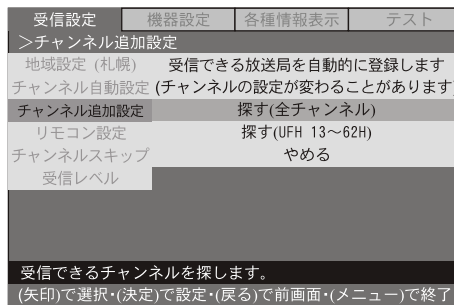 受信設定 機器設定 各種情報表示 テスト
＞チャンネル追加設定
地域設定 (札幌) 受信できる放送局を自動的に登録します
チャンネル自動設定 (チャンネルの設定が変わることがあります)
チャンネル追加設定 探す(全チャンネル)
リモコン設定 探す(UFH 13～62H)
チャンネルスキップ やめる
受信レベル
受信できるチャンネルを探します。
(矢印)で選択・(決定)で設定・(戻る)で前画面・(メニュー)で終了